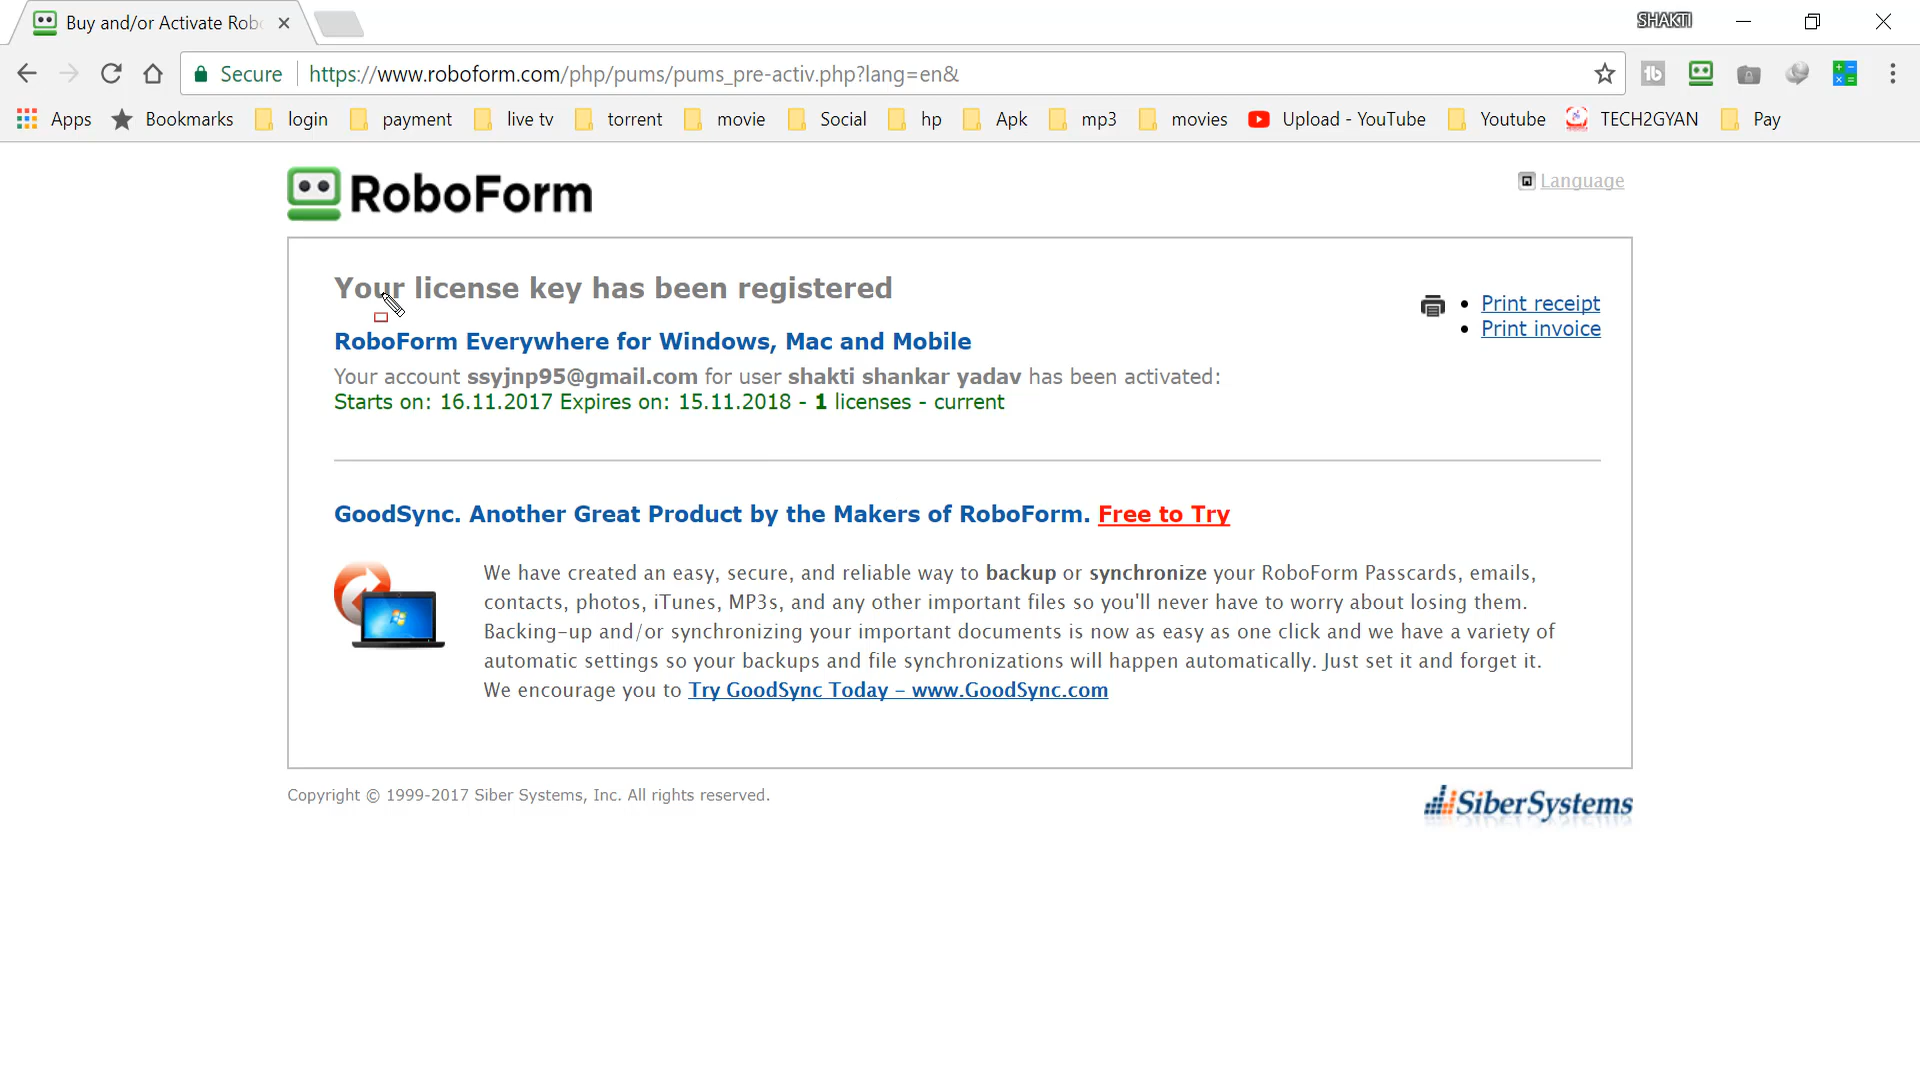 Buy and/or Activate Robo
SHAKTI
Secure https://www.roboform.com/php/pums/pums_pre-activ.php?lang=en&
Apps Bookmarks login payment live tv torrent movie Social hp Apk mp3 movies Upload - YouTube Youtube TECH2GYAN Pay
RoboForm
Language
Your license key has been registered
Print receipt
Print invoice
RoboForm Everywhere for Windows, Mac and Mobile
Your account ssyjnp95@gmail.com for user shakti shankar yadav has been activated:
Starts on: 16.11.2017 Expires on: 15.11.2018 - 1 licenses - current
GoodSync. Another Great Product by the Makers of RoboForm. Free to Try
We have created an easy, secure, and reliable way to backup or synchronize your RoboForm Passcards, emails,
contacts, photos, iTunes, MP3s, and any other important files so you'll never have to worry about losing them.
Backing-up and/or synchronizing your important documents is now as easy as one click and we have a variety of
automatic settings so your backups and file synchronizations will happen automatically. Just set it and forget it.
We encourage you to Try GoodSync Today - www.GoodSync.com
Copyright © 1999-2017 Siber Systems, Inc. All rights reserved.
SiberSystems